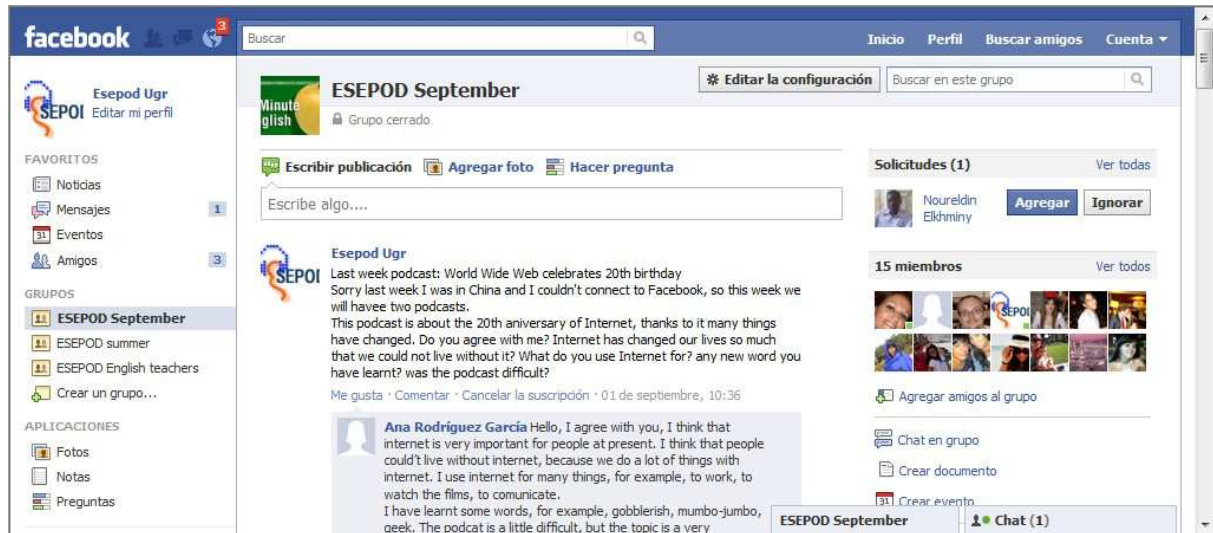 facebook
3
Buscar
Inicio Perfil Buscar amigos Cuenta
SEPOI
Esepod Ugr
Editar mi perfil
FAVORITOS
Noticias
Mensajes 1
31 Eventos
Amigos 3
GRUPOS
ESEPOD September
ESEPOD summer
ESEPOD English teachers
Crear un grupo...
APLICACIONES
Fotos
Notas
Preguntas
Minute
glish
ESEPOD September
Grupo cerrado
Editar la configuración
Buscar en este grupo
Escribir publicación Agregar foto Hacer pregunta
Escribe algo....
SEPOI
Esepod Ugr
Last week podcast: World Wide Web celebrates 20th birthday
Sorry last week I was in China and I couldn't connect to Facebook, so this week we
will havee two podcasts.
This podcast is about the 20th aniversary of Internet, thanks to it many things
have changed. Do you agree with me? Internet has changed our lives so much
that we could not live without it? What do you use Internet for? any new word you
have learnt? was the podcast difficult?
Me gusta · Comentar · Cancelar la suscripción · 01 de septiembre, 10:36
Ana Rodríguez García Hello, I agree with you, I think that
internet is very important for people at present. I think that people
could't live without internet, because we do a lot of things with
internet. I use internet for many things, for example, to work, to
watch the films, to comunicate.
I have learnt some words, for example, gobblerish, mumbo-jumbo,
geek. The podcat is a little difficult, but the topic is a very
Solicitudes (1) Ver todas
Noureldin
Elkhminy
Agregar Ignorar
15 miembros Ver todos
SEPOI
Agregar amigos al grupo
Chat en grupo
Crear documento
31 Crear evento
ESEPOD September
Chat (1)